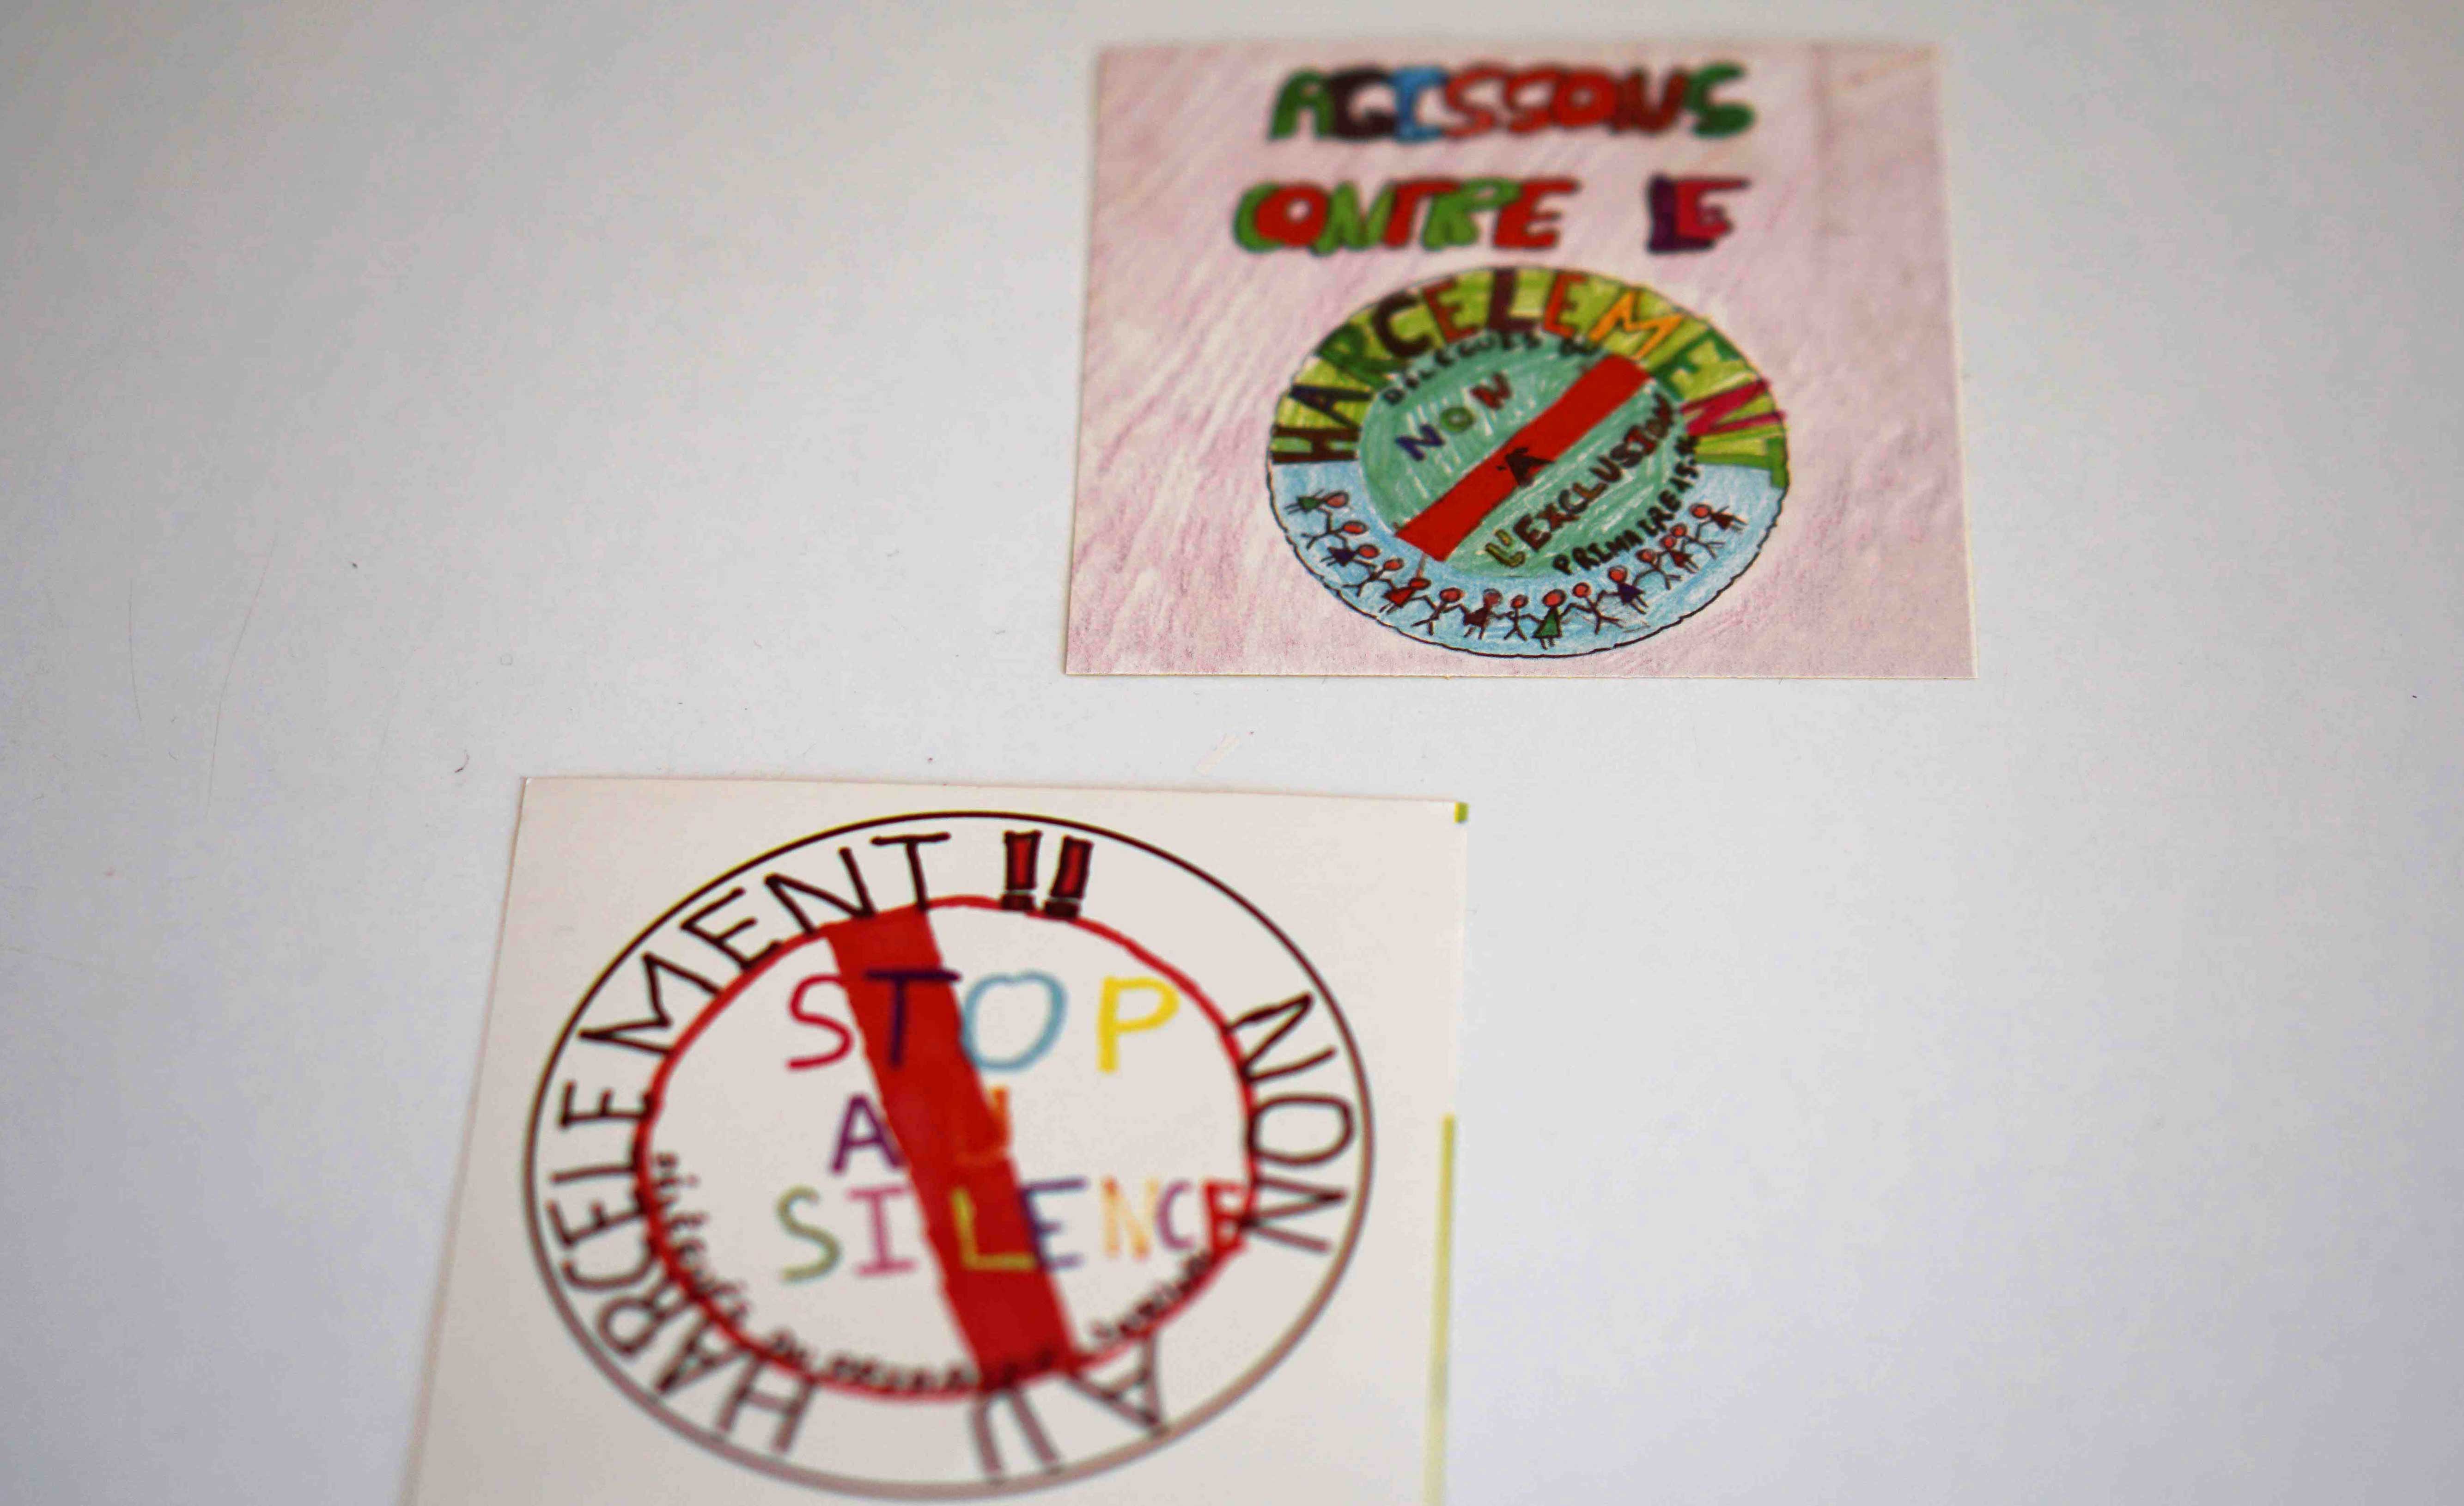 AGISSONS
CONTRE LE
HARCELEMENT
NON
À
L'EXCLUSION
NON AU HARCELEMENT !!
STOP
AU
SILENCE